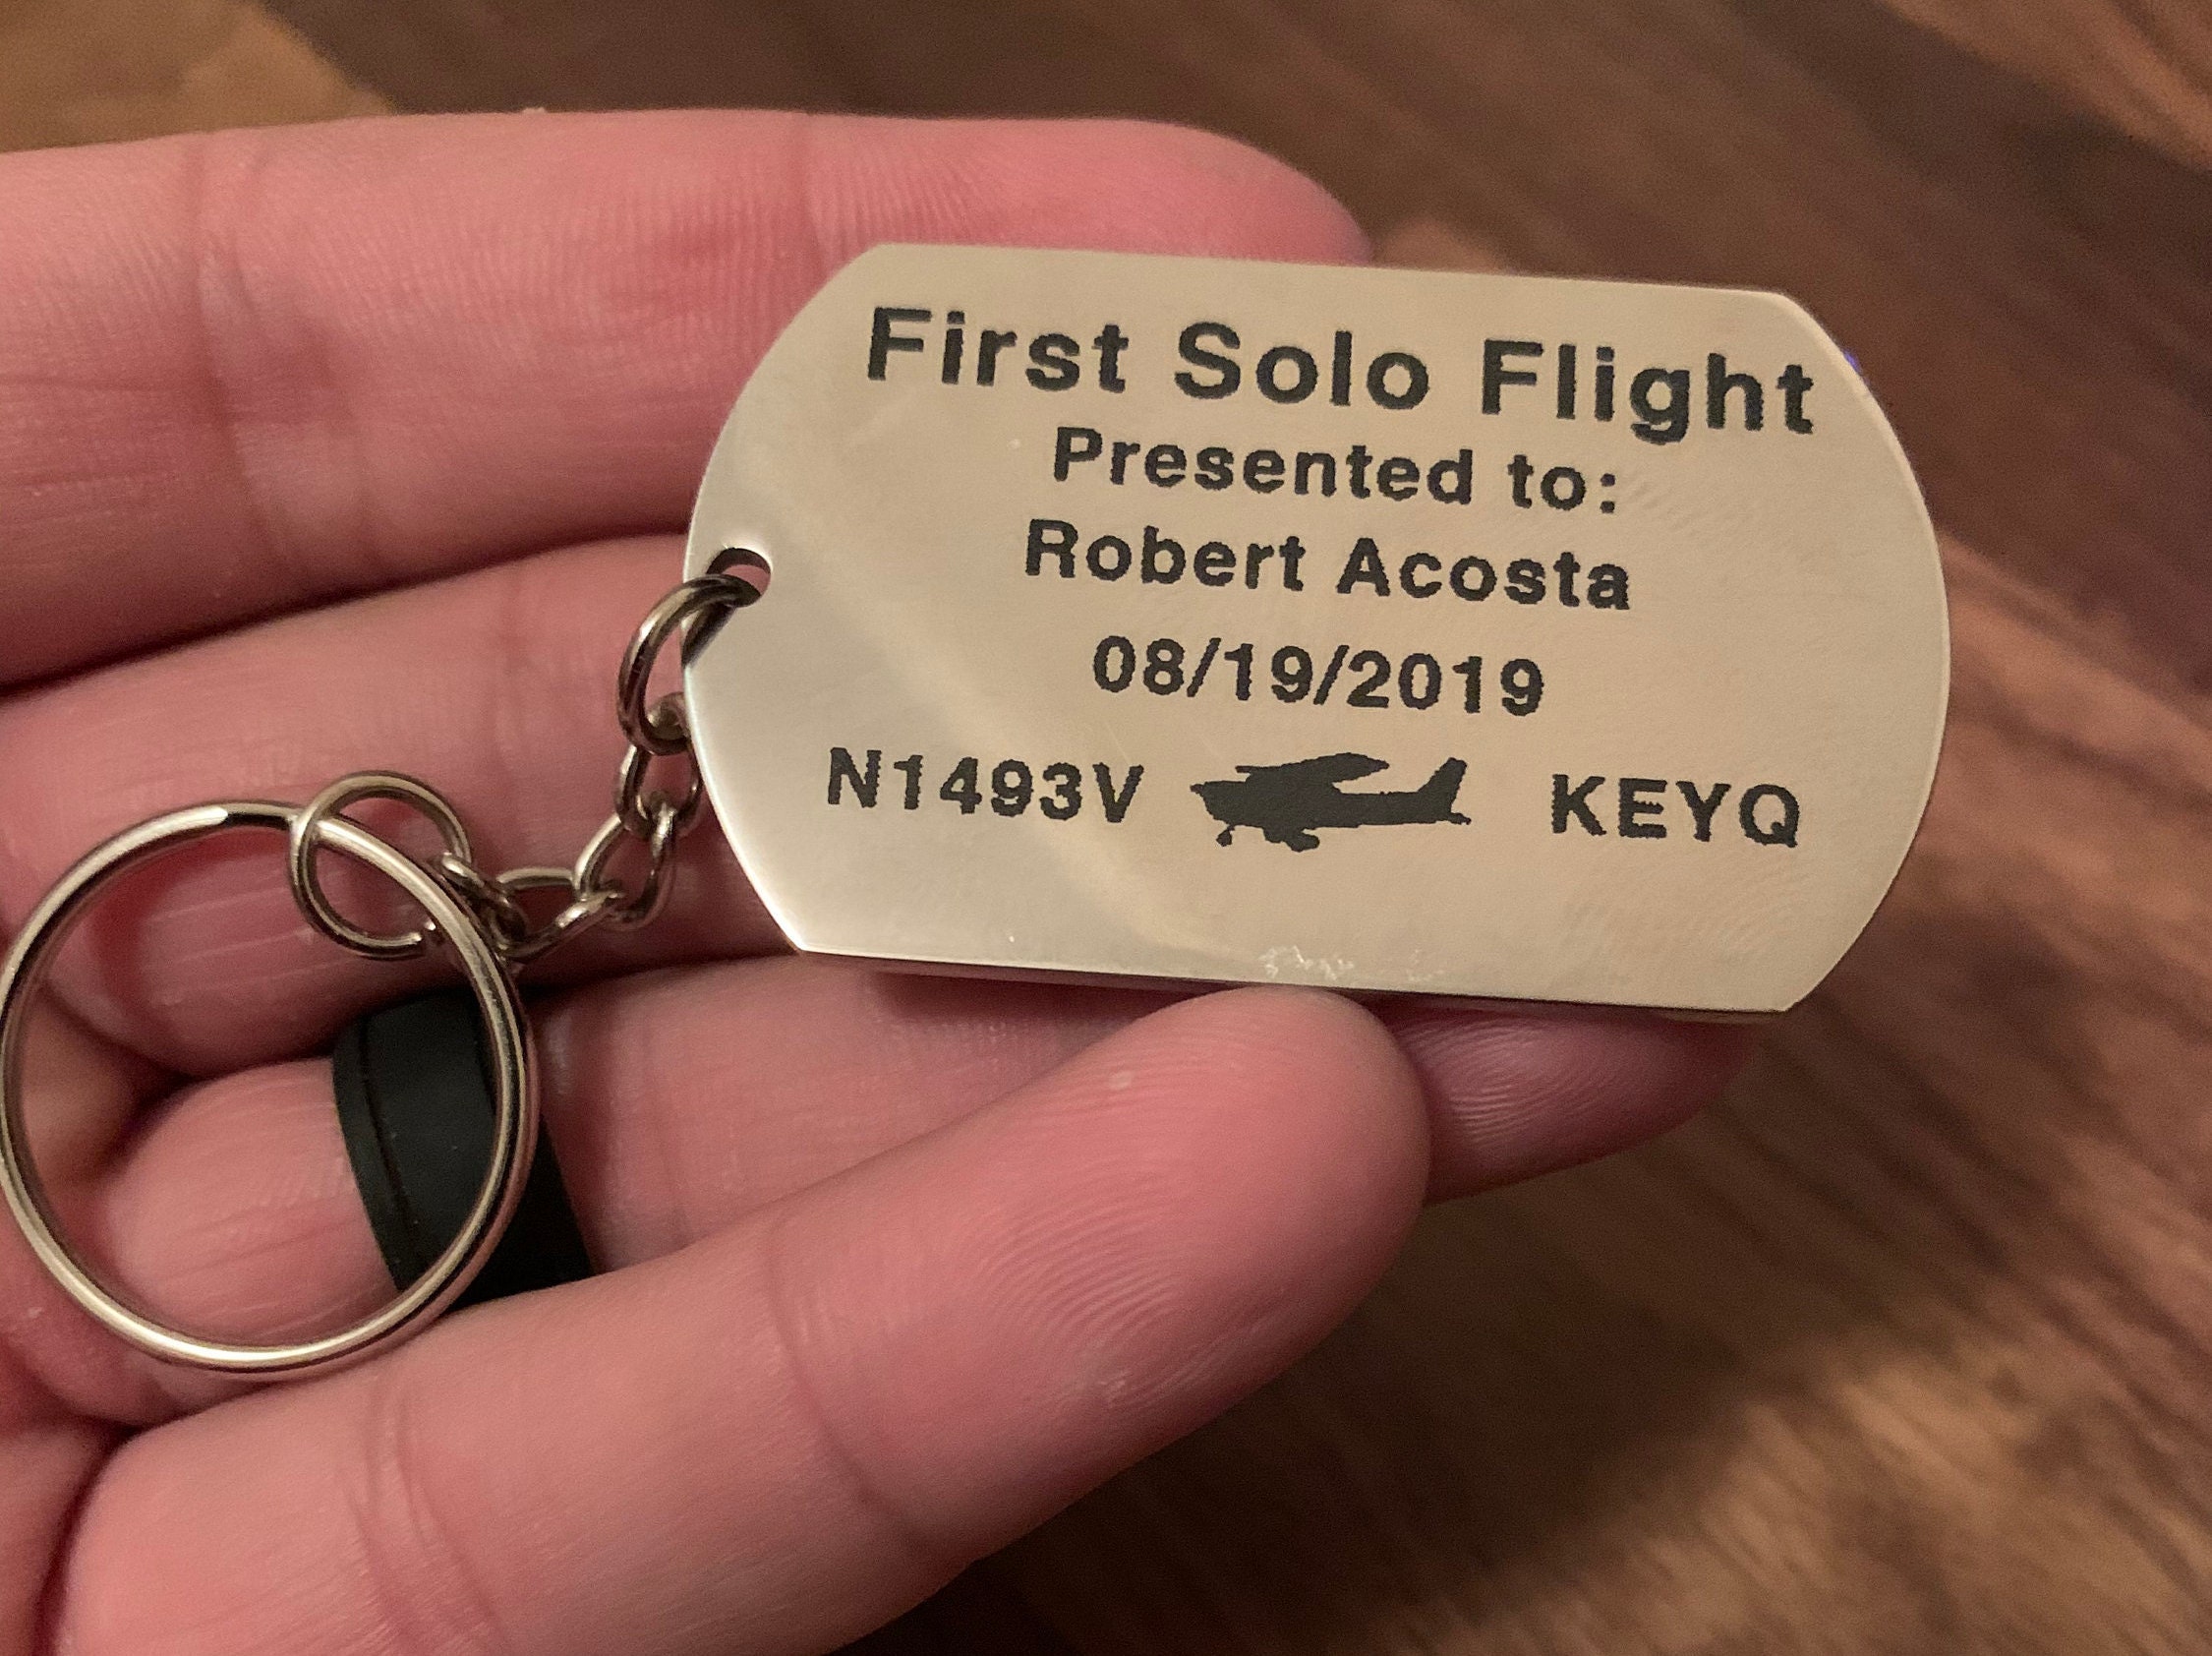 First Solo Flight
Presented to:
Robert Acosta
08/19/2019
N1493V KEYQ